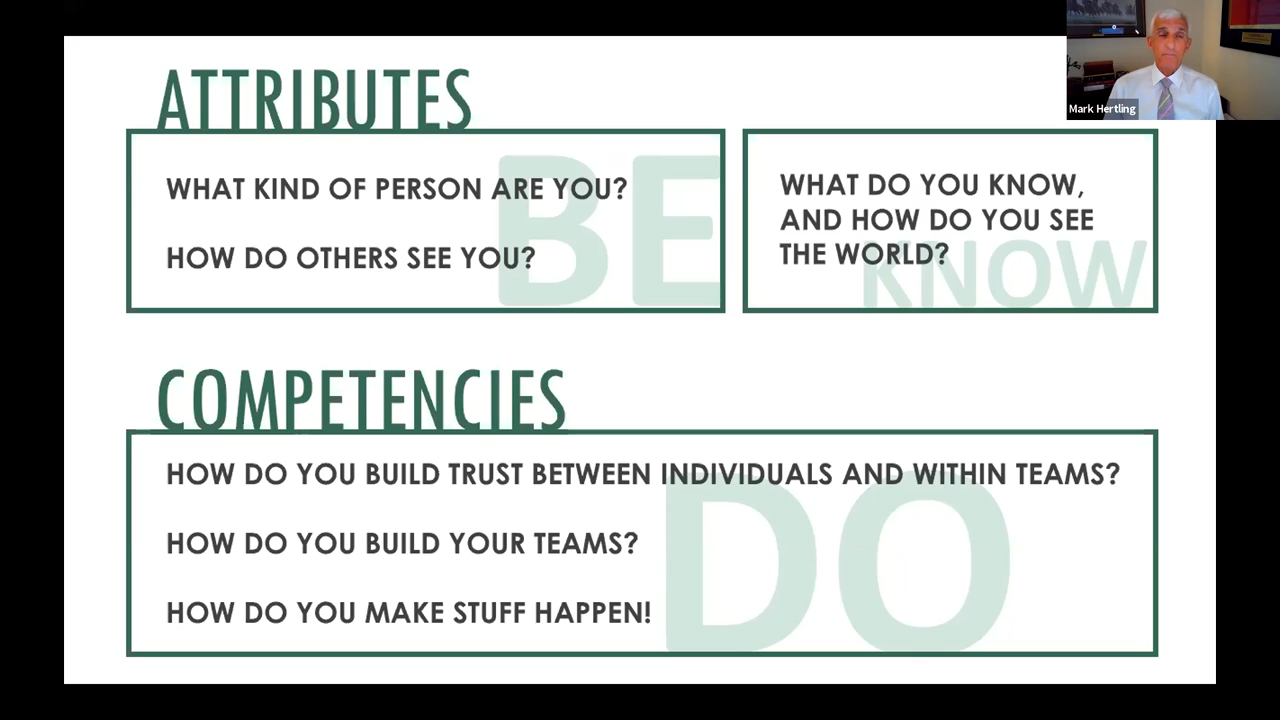 Mark Hertling
ATTRIBUTES
BE
WHAT KIND OF PERSON ARE YOU?
HOW DO OTHERS SEE YOU?
KNOW
WHAT DO YOU KNOW,
AND HOW DO YOU SEE
THE WORLD?
COMPETENCIES
DO
HOW DO YOU BUILD TRUST BETWEEN INDIVIDUALS AND WITHIN TEAMS?
HOW DO YOU BUILD YOUR TEAMS?
HOW DO YOU MAKE STUFF HAPPEN!